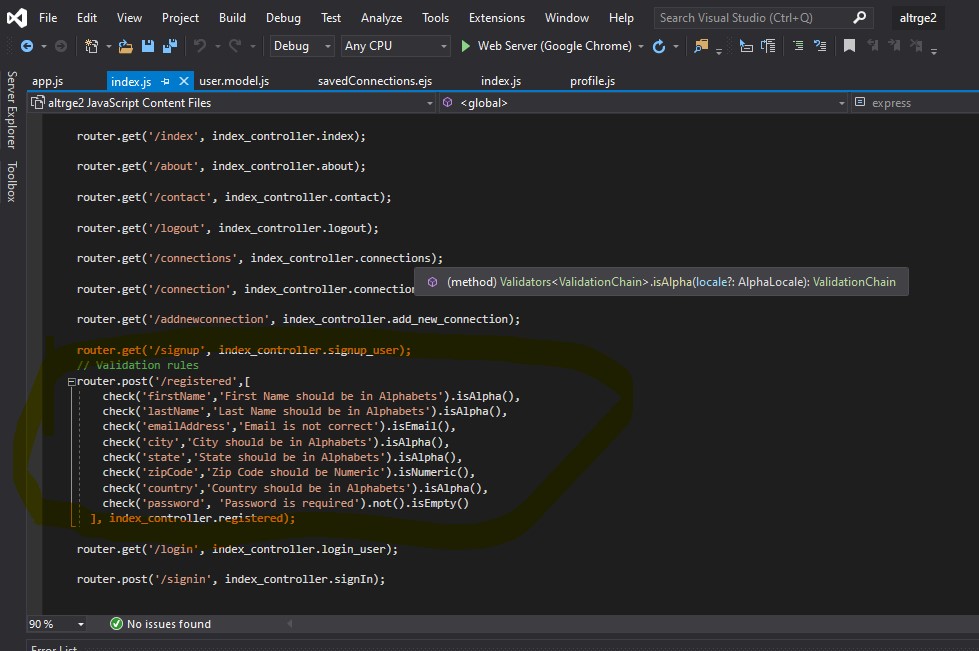 File Edit View Project Build Debug Test Analyze Tools Extensions Window Help Search Visual Studio (Ctrl+Q) altrge2
Debug Any CPU Web Server (Google Chrome)
app.js index.js user.model.js savedConnections.ejs index.js profile.js
Server Explorer
Toolbox
altrge2 JavaScript Content Files <global> express
router.get('/index', index_controller.index);
router.get('/about', index_controller.about);
router.get('/contact', index_controller.contact);
router.get('/logout', index_controller.logout);
router.get('/connections', index_controller.connections);
(method) Validators<ValidationChain>.isAlpha(locale?: AlphaLocale): ValidationChain
router.get('/connection', index_controller.connection
router.get('/addnewconnection', index_controller.add_new_connection);
router.get('/signup', index_controller.signup_user);
// Validation rules
router.post('/registered',[
check('firstName','First Name should be in Alphabets').isAlpha(),
check('lastName','Last Name should be in Alphabets').isAlpha(),
check('emailAddress','Email is not correct').isEmail(),
check('city','City should be in Alphabets').isAlpha(),
check('state','State should be in Alphabets').isAlpha(),
check('zipCode','Zip Code should be Numeric').isNumeric(),
check('country','Country should be in Alphabets').isAlpha(),
check('password', 'Password is required').not().isEmpty()
], index_controller.registered);
router.get('/login', index_controller.login_user);
router.post('/signin', index_controller.signIn);
90 % No issues found
Error List